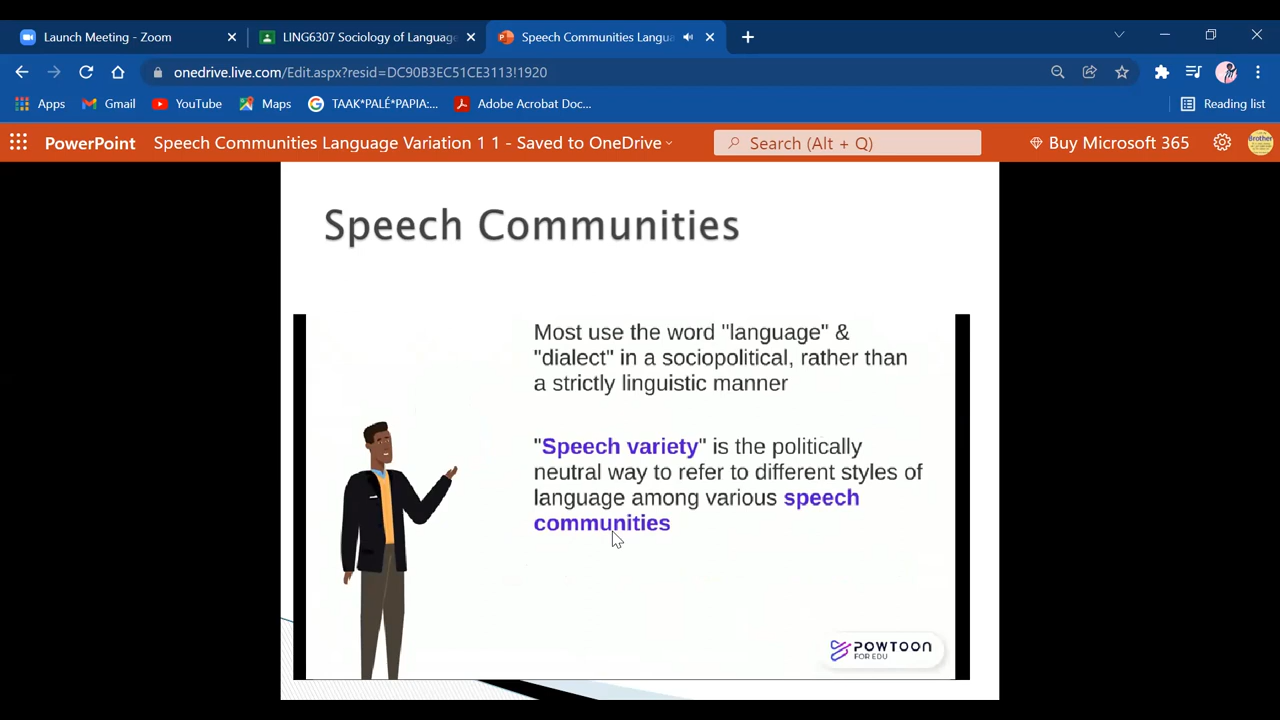 Launch Meeting - Zoom
LING6307 Sociology of Language
Speech Communities Langua
onedrive.live.com/Edit.aspx?resid=DC90B3EC51CE3113!1920
Apps
Gmail
YouTube
Maps
TAAK*PALÉ*PAPIA:...
Adobe Acrobat Doc...
Reading list
PowerPoint
Speech Communities Language Variation 1 1 - Saved to OneDrive
Search (Alt + Q)
Buy Microsoft 365
Brother
Speech Communities
Most use the word "language" &
"dialect" in a sociopolitical, rather than
a strictly linguistic manner
"Speech variety" is the politically
neutral way to refer to different styles of
language among various speech
communities
POWTOON
FOR EDU